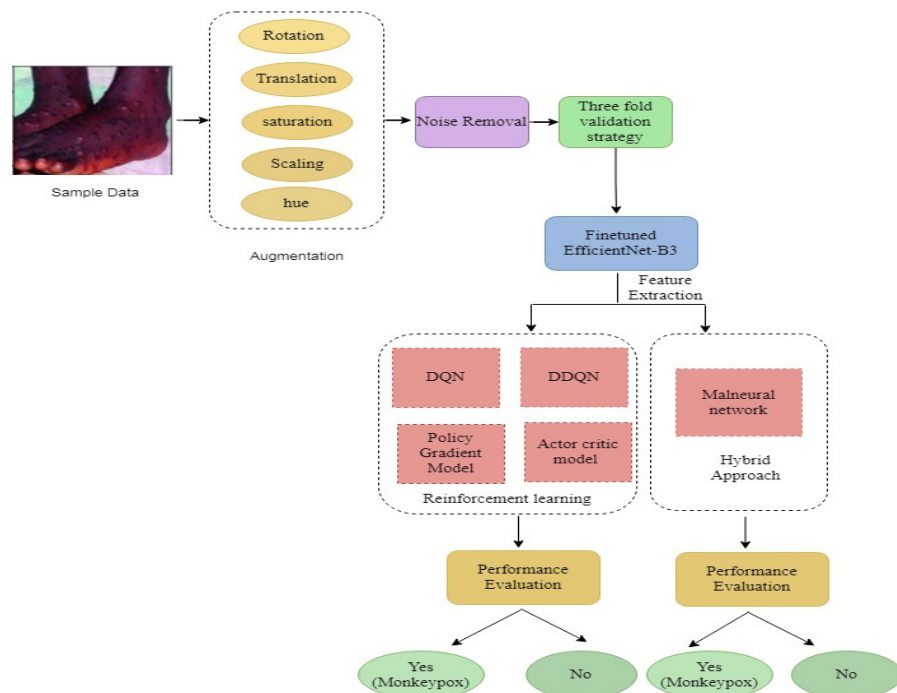 Sample Data
Rotation
Translation
saturation
Scaling
hue
Augmentation
Noise Removal
Three fold
validation
strategy
Finetuned
EfficientNet-B3
Feature
Extraction
DQN
DDQN
Policy
Gradient
Model
Actor critic
model
Reinforcement learning
Malneural
network
Hybrid
Approach
Performance
Evaluation
Performance
Evaluation
Yes
(Monkeypox)
No
Yes
(Monkeypox)
No